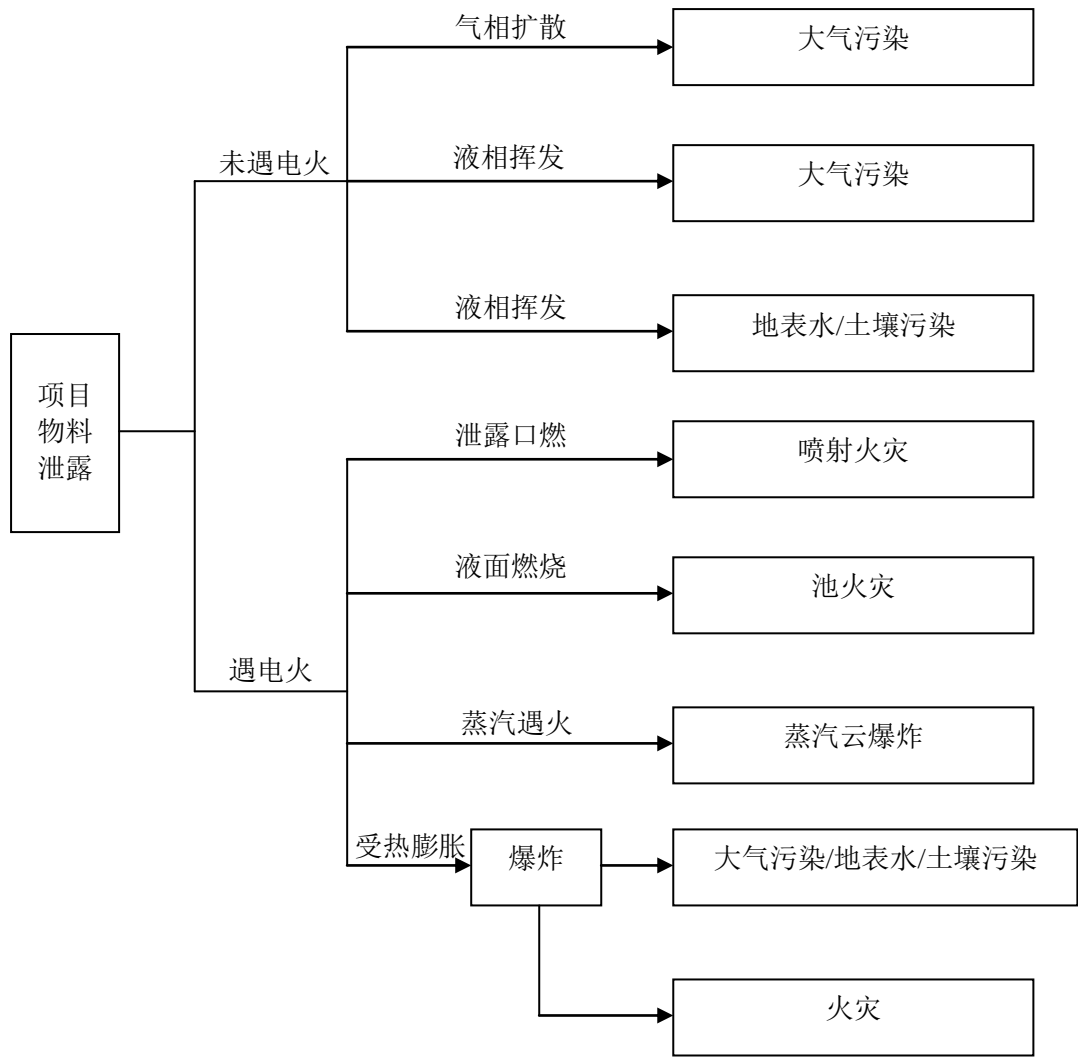 气相扩散
大气污染
未遇电火
液相挥发
大气污染
液相挥发
地表水/土壤污染
项目
物料
泄露
泄露口燃
喷射火灾
液面燃烧
池火灾
遇电火
蒸汽遇火
蒸汽云爆炸
受热膨胀
爆炸
大气污染/地表水/土壤污染
火灾